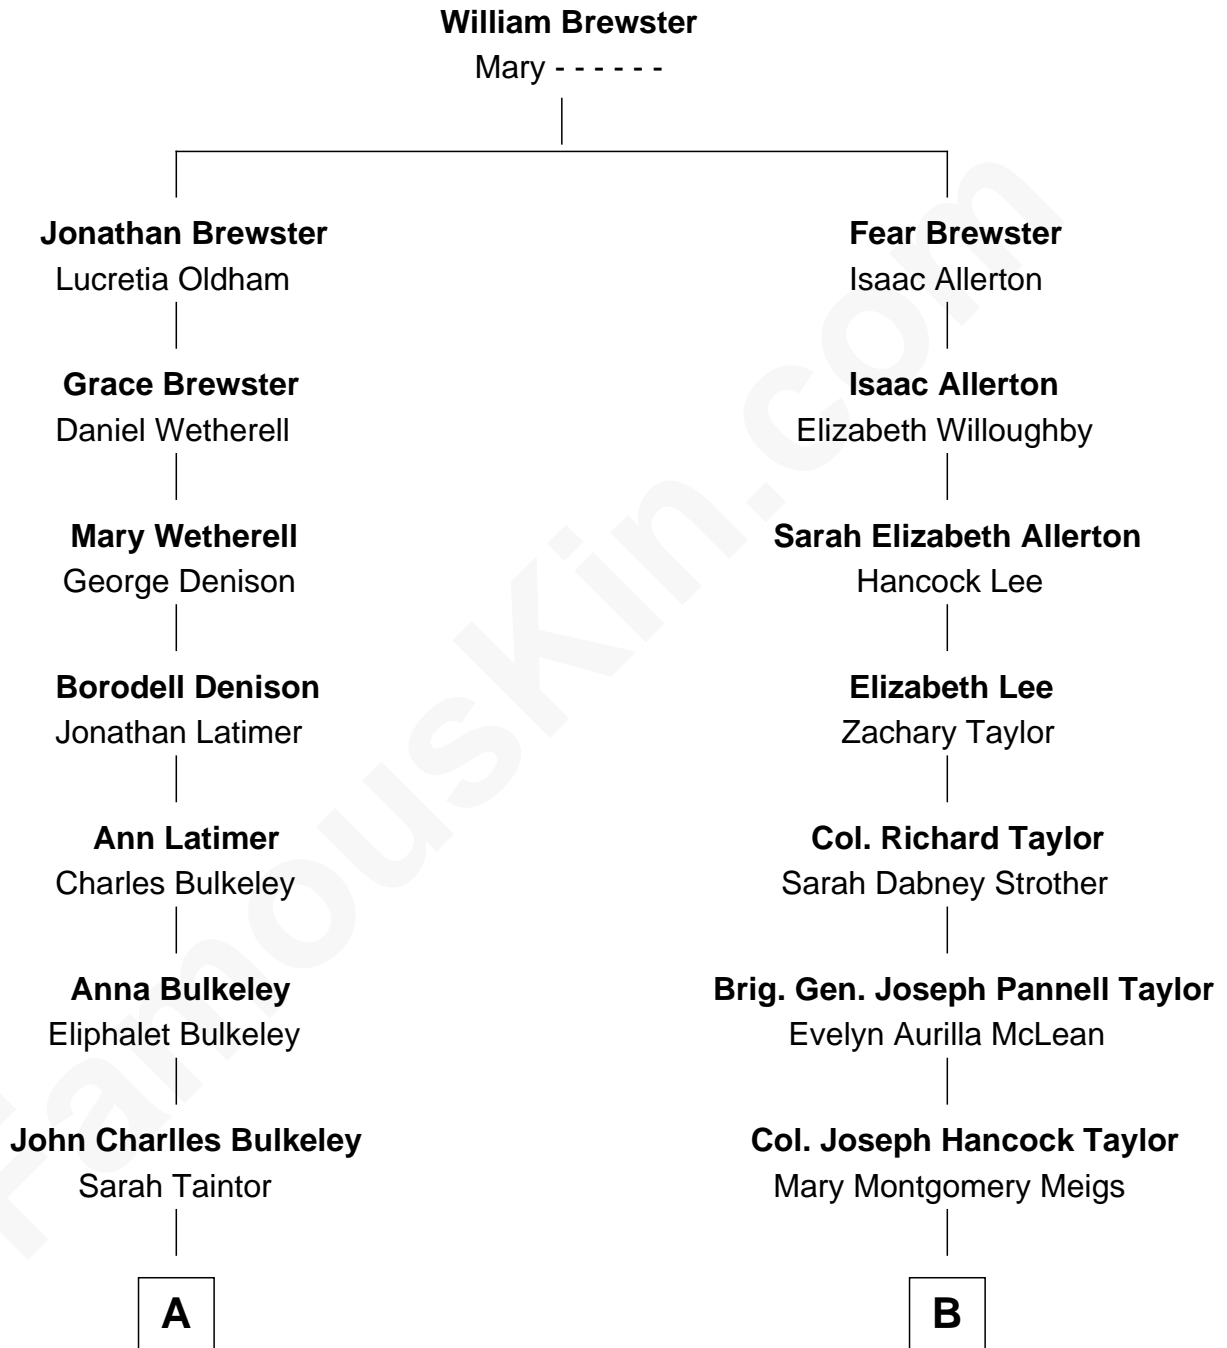 William Brewster
Mary - - - - - -
Jonathan Brewster
Lucretia Oldham
Fear Brewster
Isaac Allerton
Grace Brewster
Daniel Wetherell
Isaac Allerton
Elizabeth Willoughby
Mary Wetherell
George Denison
Sarah Elizabeth Allerton
Hancock Lee
Borodell Denison
Jonathan Latimer
Elizabeth Lee
Zachary Taylor
Ann Latimer
Charles Bulkeley
Col. Richard Taylor
Sarah Dabney Strother
Anna Bulkeley
Eliphalet Bulkeley
Brig. Gen. Joseph Pannell Taylor
Evelyn Aurilla McLean
John Charlles Bulkeley
Sarah Taintor
Col. Joseph Hancock Taylor
Mary Montgomery Meigs
A
B
FamousKin.com